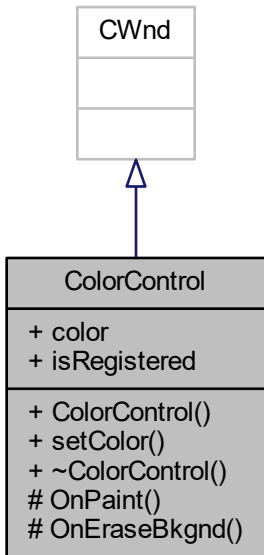 CWnd
ColorControl
+ color
+ isRegistered
+ ColorControl()
+ setColor()
+ ~ColorControl()
# OnPaint()
# OnEraseBkgnd()